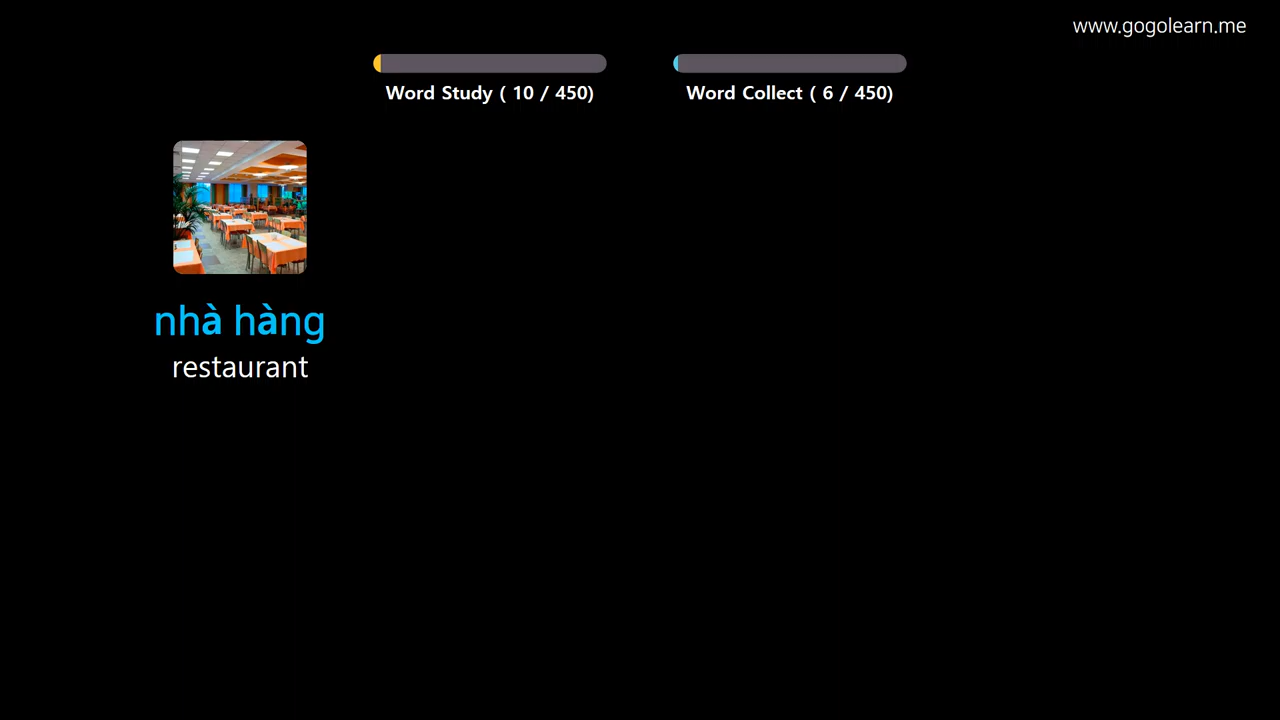 www.gogolearn.me
Word Study ( 10 / 450)
Word Collect ( 6 / 450)
nhà hàng
restaurant